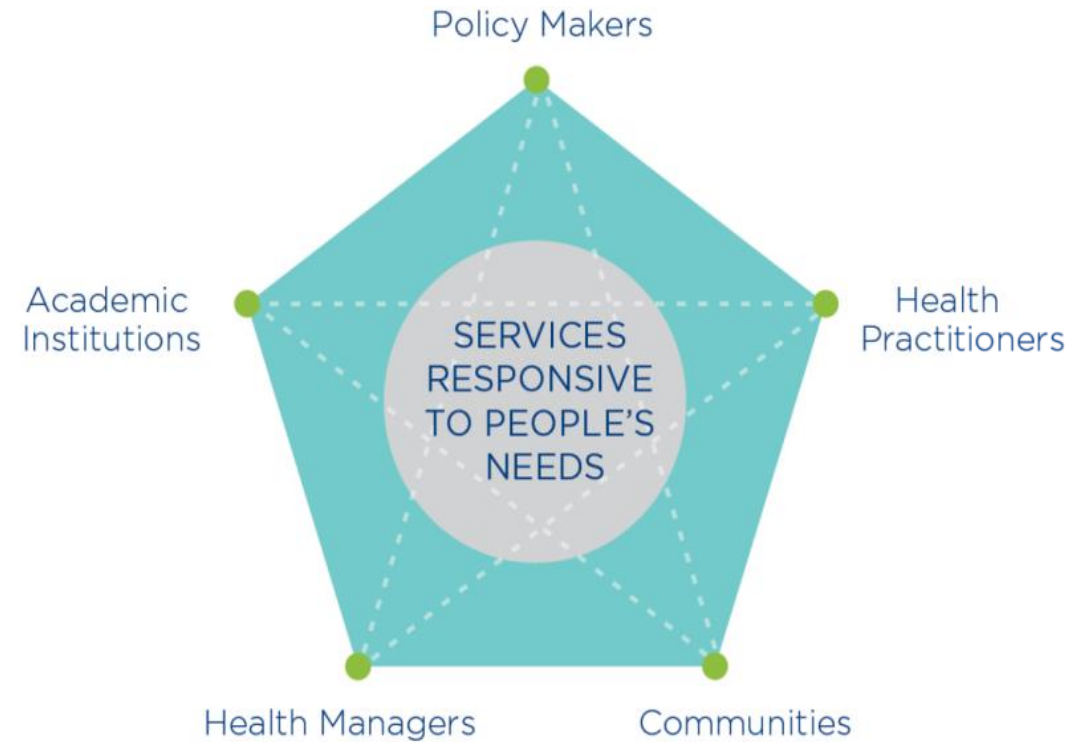 Policy Makers
Academic
Institutions
Health
Practitioners
SERVICES
RESPONSIVE
TO PEOPLE'S
NEEDS
Health Managers
Communities